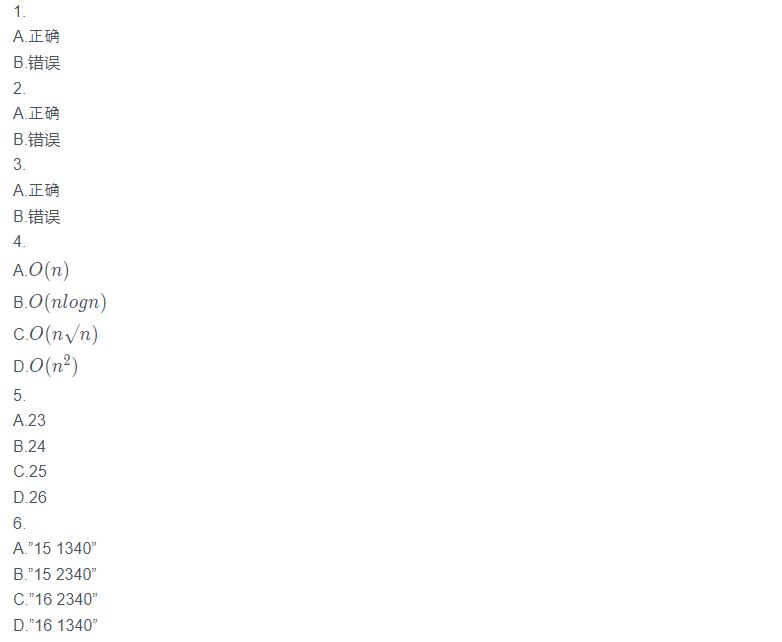 1.
A.正确
B.错误
2.
A.正确
B.错误
3.
A.正确
B.错误
4.
A.O(n)
B.O(nlogn)
C.O(n√n)
D.O(n²)
5.
A.23
B.24
C.25
D.26
6.
A.”15 1340”
B.”15 2340”
C.”16 2340”
D.”16 1340”